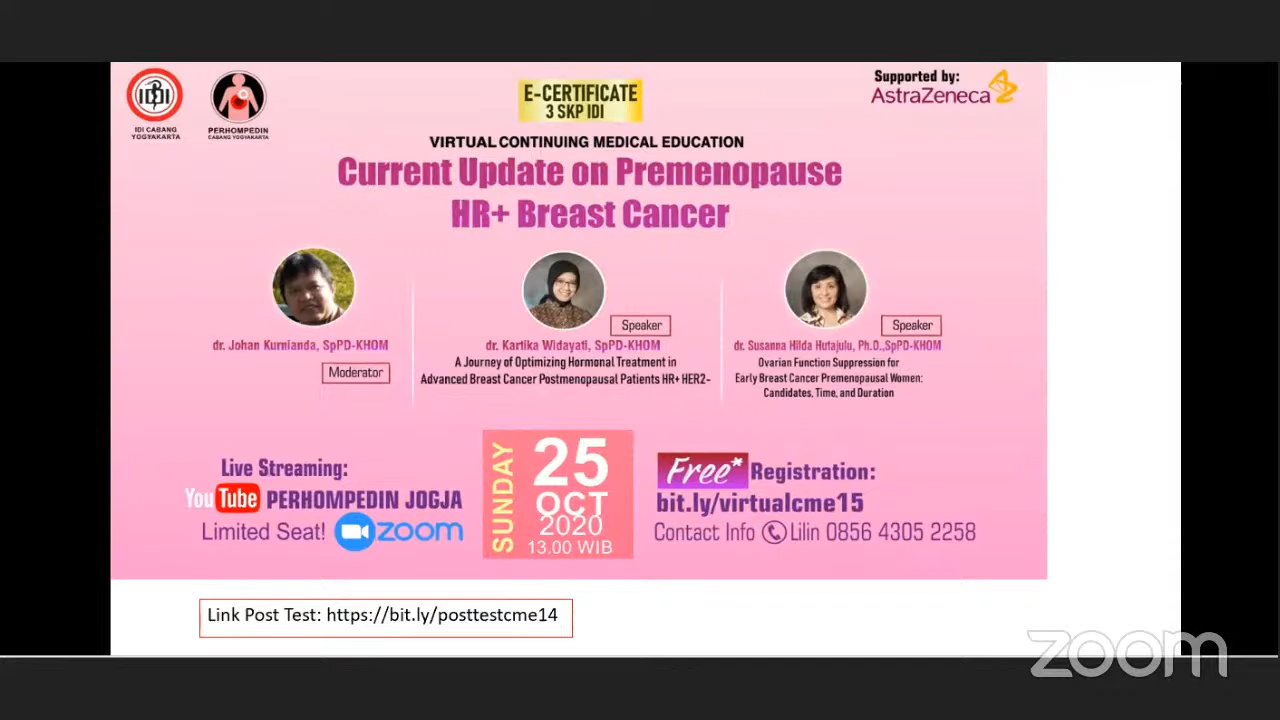 IDI CABANG
YOGYAKARTA
PERHOMPEDIN
CABANG YOGYAKARTA
E-CERTIFICATE
3 SKP IDI
Supported by:
AstraZeneca
VIRTUAL CONTINUING MEDICAL EDUCATION
Current Update on Premenopause
HR+ Breast Cancer
dr. Johan Kurnianda, SpPD-KHOM
Moderator
Speaker
dr. Kartika Widayati, SpPD-KHOM
A Journey of Optimizing Hormonal Treatment in
Advanced Breast Cancer Postmenopausal Patients HR+ HER2-
Speaker
dr. Susanna Hilda Hutajulu, Ph.D.,SpPD-KHOM
Ovarian Function Suppression for
Early Breast Cancer Premenopausal Women:
Candidates, Time, and Duration
Live Streaming:
YouTube PERHOMPEDIN JOGJA
Limited Seat! zoom
SUNDAY
25
OCT
2020
13.00 WIB
Free* Registration:
bit.ly/virtualcme15
Contact Info Lilin 0856 4305 2258
Link Post Test: https://bit.ly/posttestcme14
zoom